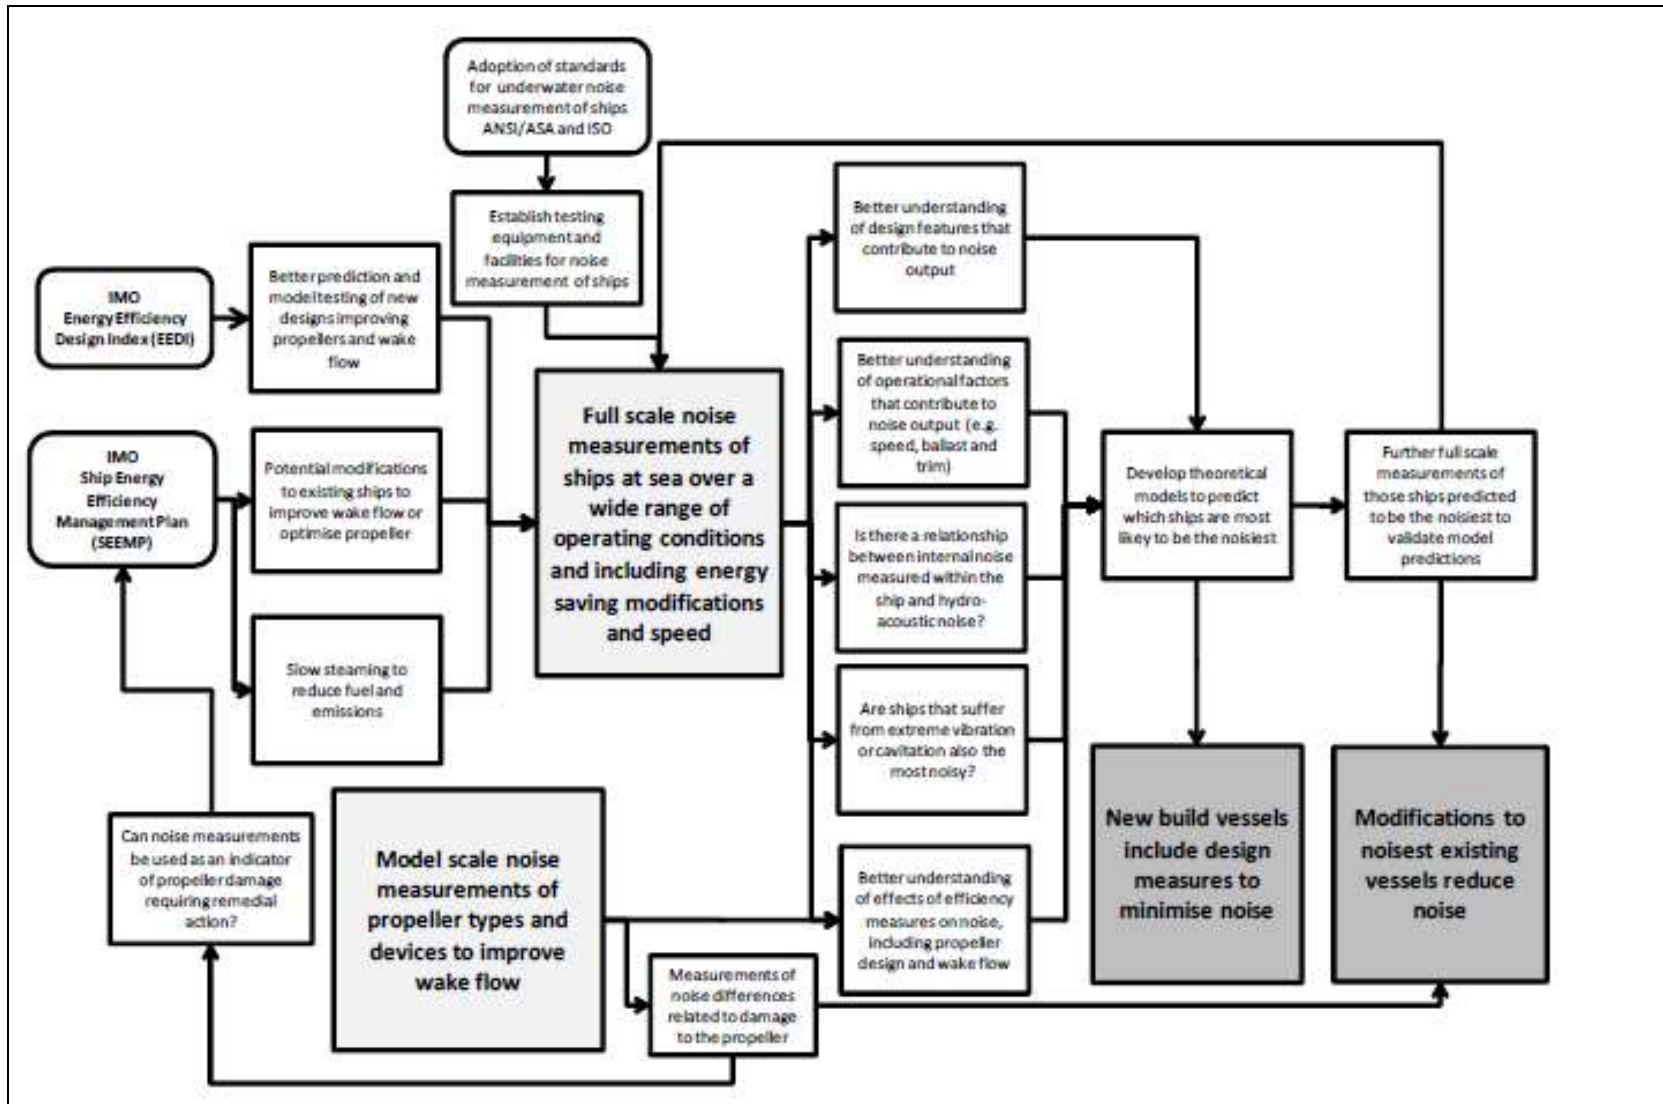 Adoption of standards
for underwater noise
measurement of ships
ANSI/ASA and ISO
Establish testing
equipment and
facilities for noise
measurement of ships
IMO
Energy Efficiency
Design Index (EEDI)
Better prediction and
model testing of new
designs improving
propellers and wake
flow
IMO
Ship Energy
Efficiency
Management Plan
(SEEMP)
Potential modifications
to existing ships to
improve wake flow or
optimise propeller
Slow steaming to
reduce fuel and
emissions
Full scale noise
measurements of
ships at sea over a
wide range of
operating conditions
and including energy
saving modifications
and speed
Better understanding
of design features that
contribute to noise
output
Better understanding
of operational factors
that contribute to
noise output (e.g.
speed, ballast and
trim)
Is there a relationship
between internal noise
measured within the
ship and hydro-
acoustic noise?
Are ships that suffer
from extreme vibration
or cavitation also the
most noisy?
Better understanding
of effects of efficiency
measures on noise,
including propeller
design and wake flow
Develop theoretical
models to predict
which ships are most
likely to be the noisiest
Further full scale
measurements of
those ships predicted
to be the noisiest to
validate model
predictions
New build vessels
include design
measures to
minimise noise
Modifications to
noisest existing
vessels reduce
noise
Can noise measurements
be used as an indicator
of propeller damage
requiring remedial
action?
Model scale noise
measurements of
propeller types and
devices to improve
wake flow
Measurements of
noise differences
related to damage
to the propeller